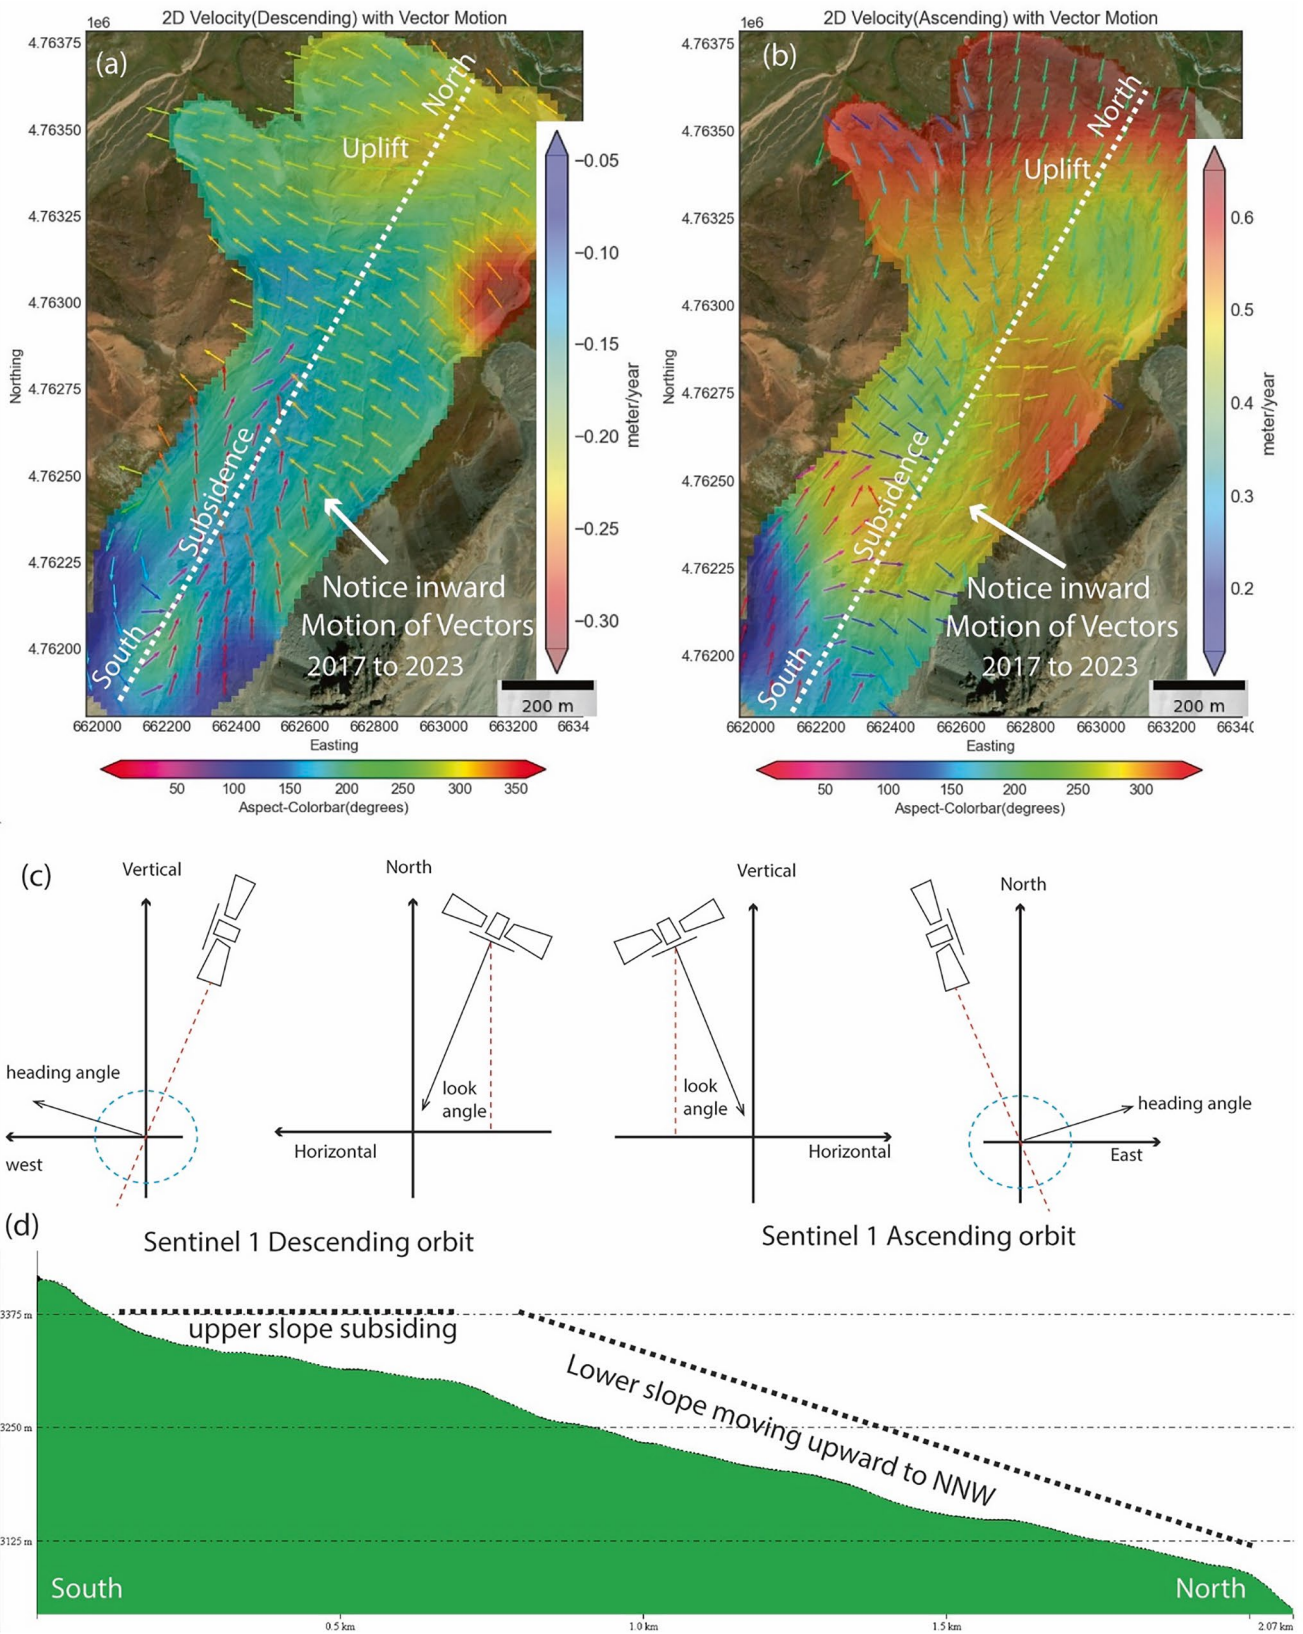 2D Velocity(Descending) with Vector Motion
1e6
(a)
4.76375
4.76350
4.76325
4.76300
4.76275
4.76250
4.76225
4.76200
Northing
North
Uplift
Subsidence
South
Notice inward
Motion of Vectors
2017 to 2023
−0.05
−0.10
−0.15
−0.20
−0.25
−0.30
meter/year
200 m
662000 662200 662400 662600 662800 663000 663200 6634
Easting
50 100 150 200 250 300 350
Aspect-Colorbar(degrees)
2D Velocity(Ascending) with Vector Motion
1e6
(b)
4.76375
4.76350
4.76325
4.76300
4.76275
4.76250
4.76225
4.76200
Northing
North
Uplift
Subsidence
South
Notice inward
Motion of Vectors
2017 to 2023
0.6
0.5
0.4
0.3
0.2
meter/year
200 m
662000 662200 662400 662600 662800 663000 663200 66340
Easting
50 100 150 200 250 300
Aspect-Colorbar(degrees)
(c)
Vertical
heading angle
west
North
look
angle
Horizontal
Vertical
look
angle
Horizontal
North
heading angle
East
Sentinel 1 Descending orbit
Sentinel 1 Ascending orbit
(d)
3375 m
3250 m
3125 m
upper slope subsiding
Lower slope moving upward to NNW
South
North
0.5 km 1.0 km 1.5 km 2.07 km